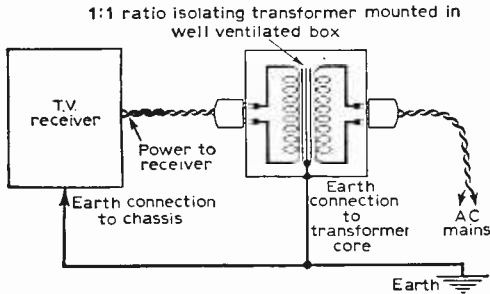 1:1 ratio isolating transformer mounted in
well ventilated box
T.V.
receiver
Power to
receiver
Earth connection
to chassis
Earth
connection
to
transformer
core
AC
mains
Earth